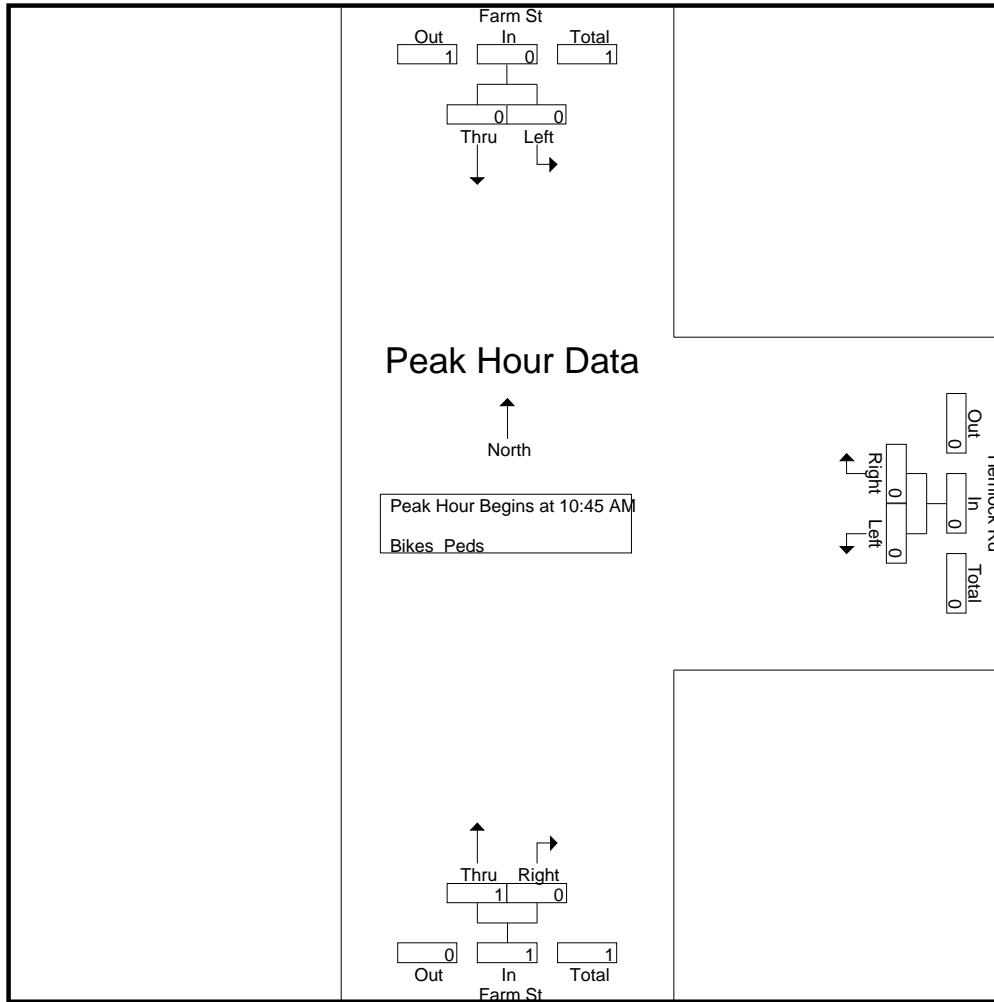 Farm St
Out In Total
1 0 1
0 0
Thru Left
Peak Hour Data
North
Peak Hour Begins at 10:45 AM
Bikes Peds
Out
0
Right
0
In
0
Left
0
Total
0
Thru Right
1 0
0 1 1
Out In Total
Farm St